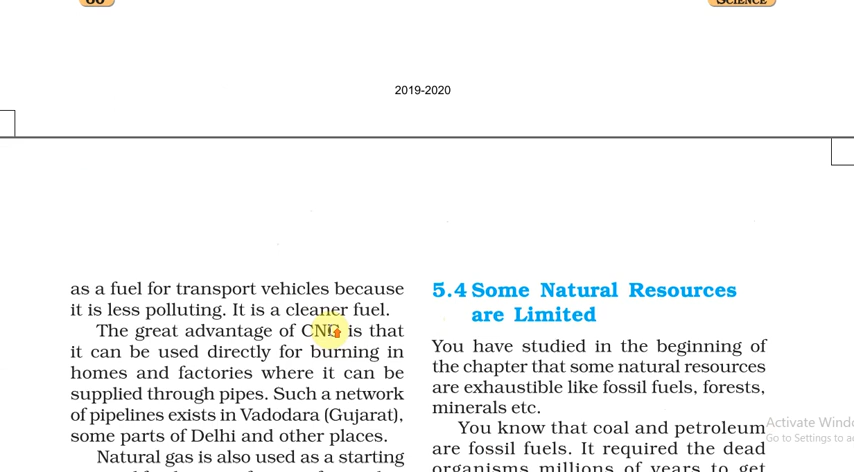 SCIENCE
2019-2020
as a fuel for transport vehicles because
it is less polluting. It is a cleaner fuel.
The great advantage of CNG is that
it can be used directly for burning in
homes and factories where it can be
supplied through pipes. Such a network
of pipelines exists in Vadodara (Gujarat),
some parts of Delhi and other places.
Natural gas is also used as a starting
5.4 Some Natural Resources
are Limited
You have studied in the beginning of
the chapter that some natural resources
are exhaustible like fossil fuels, forests,
minerals etc.
You know that coal and petroleum
are fossil fuels. It required the dead
organisms millions of years to get
Activate Windo
Go to Settings to a